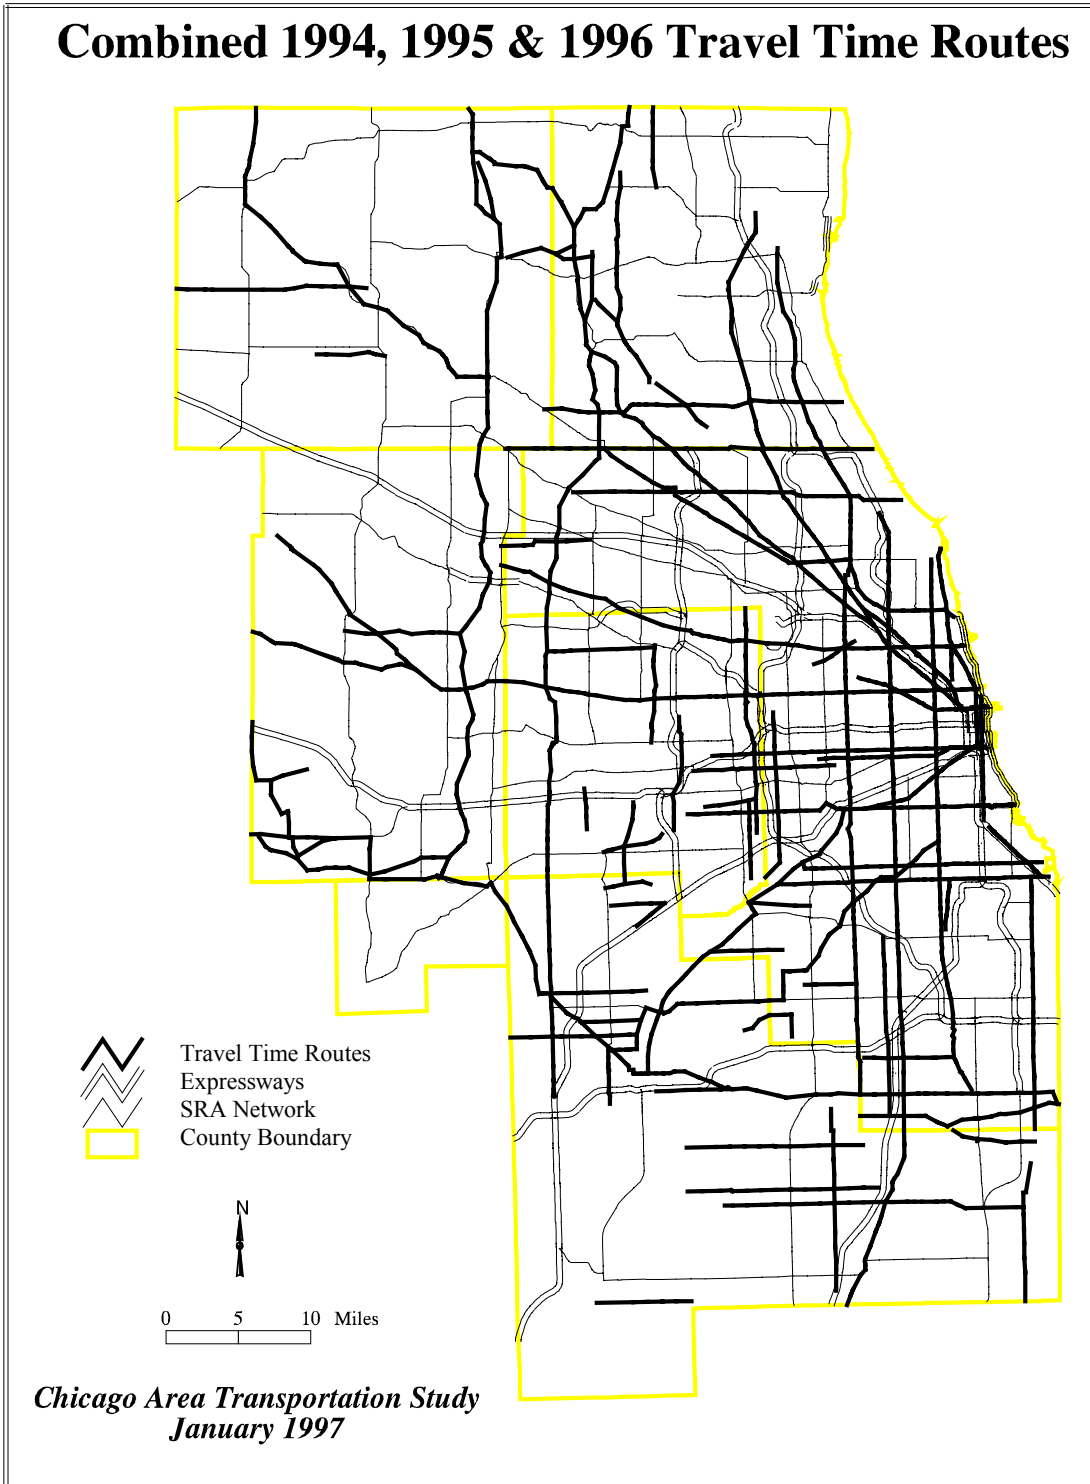 Combined 1994, 1995 & 1996 Travel Time Routes
Travel Time Routes
Expressways
SRA Network
County Boundary
N
0 5 10 Miles
Chicago Area Transportation Study
January 1997